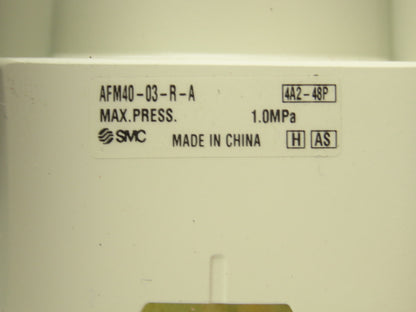 AFM40-03-R-A 4A2-48P
MAX.PRESS. 1.0MPa
SMC MADE IN CHINA H AS